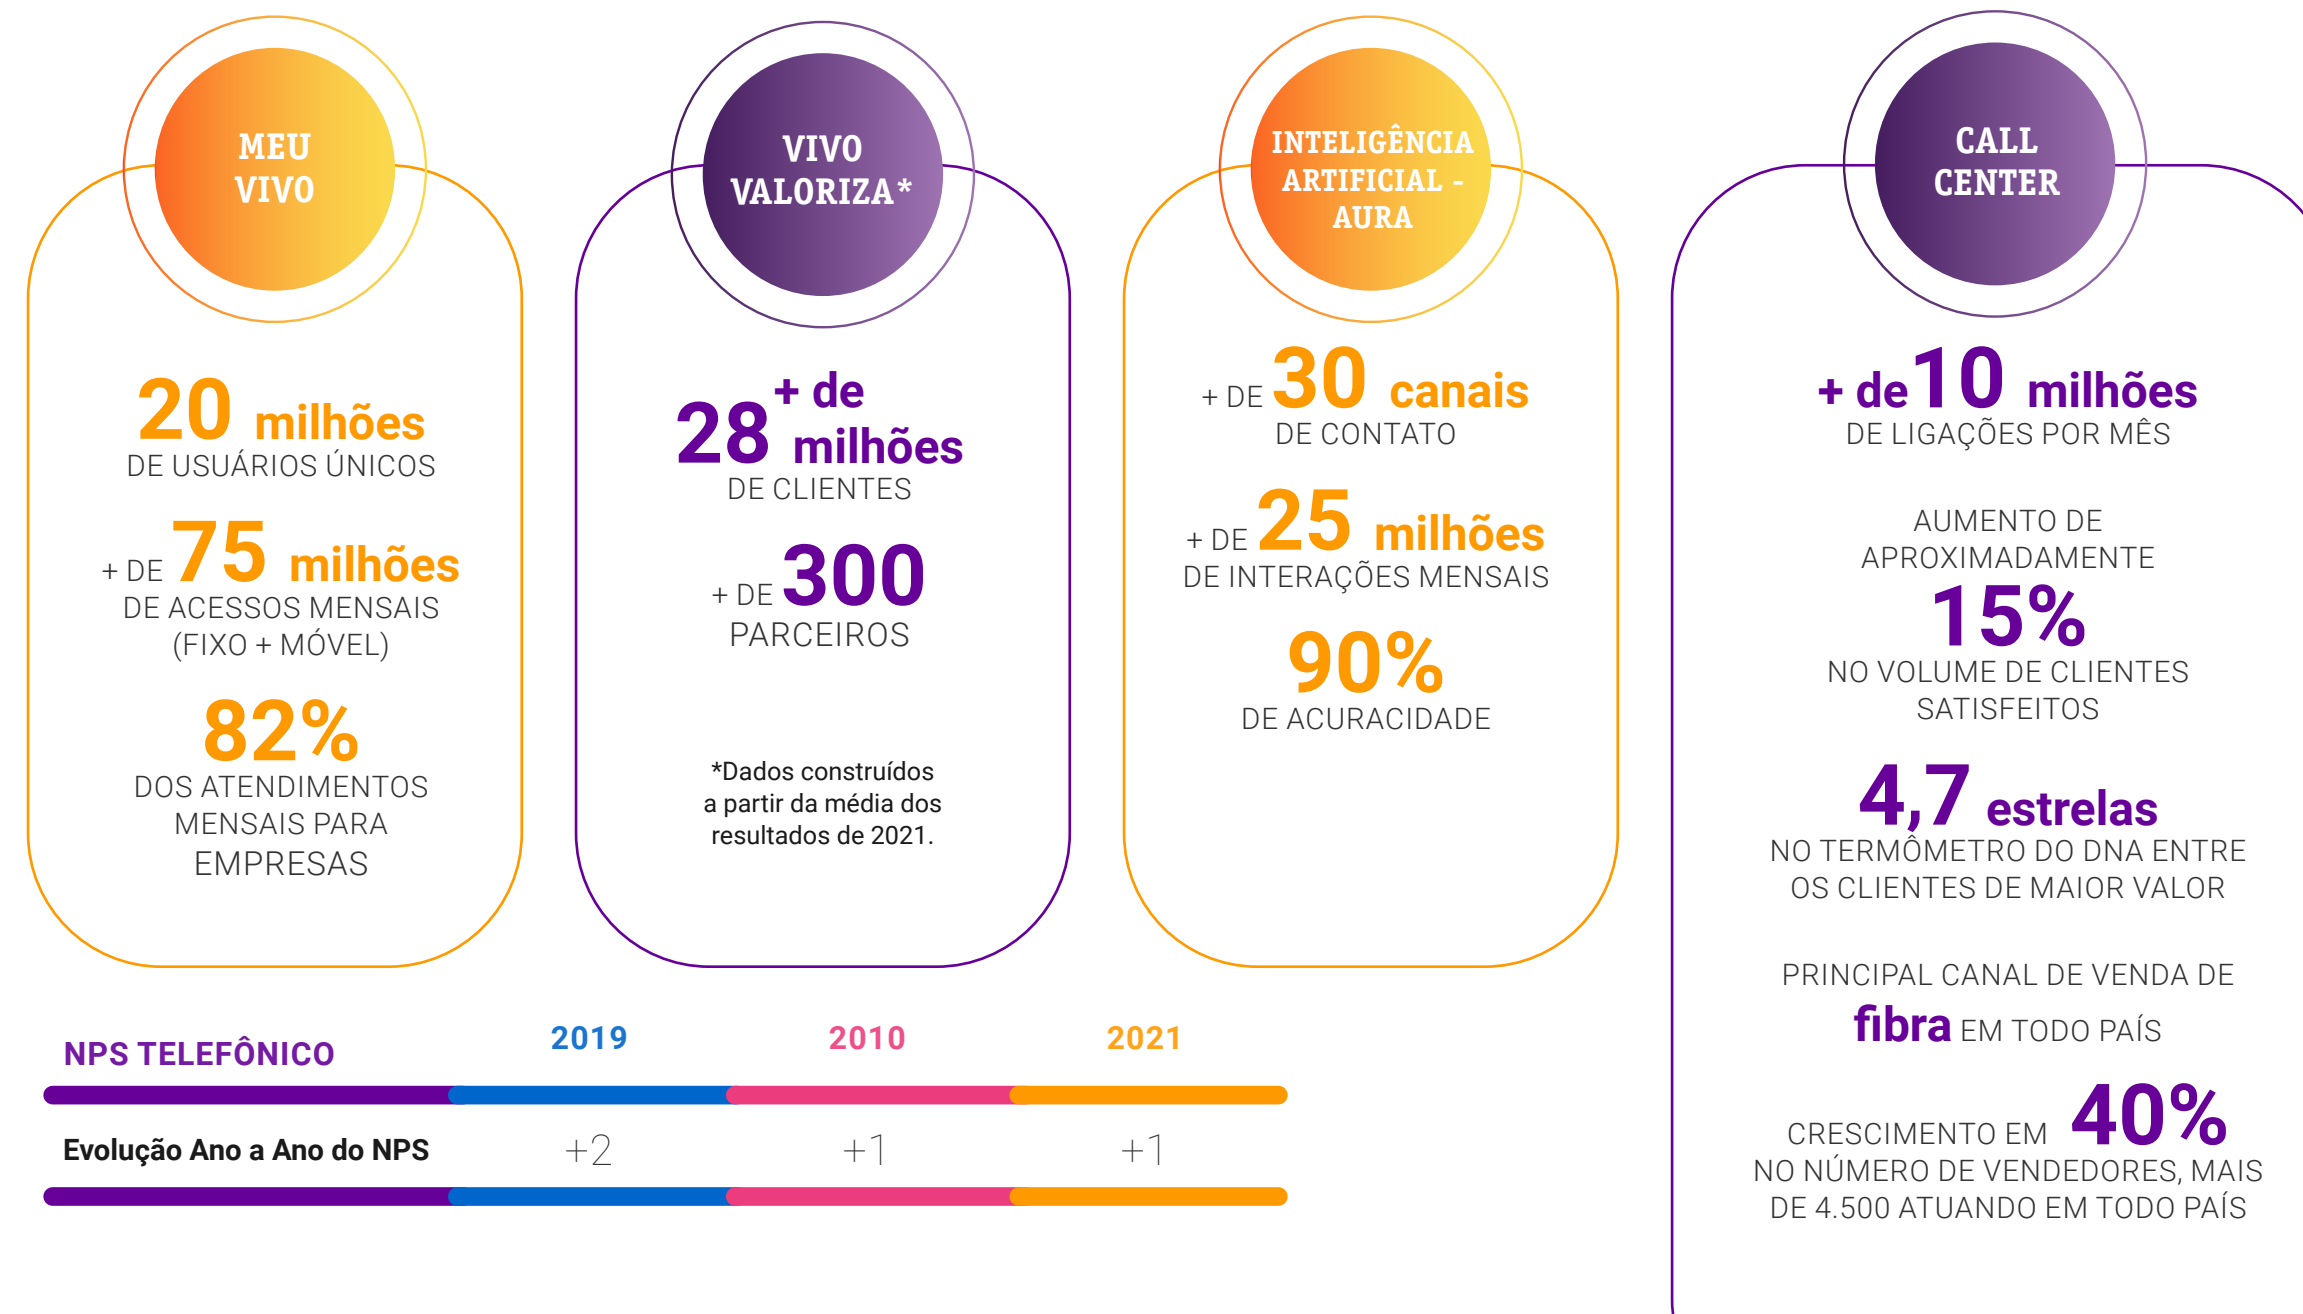 MEU
VIVO
20 milhões
DE USUÁRIOS ÚNICOS
+ DE 75 milhões
DE ACESSOS MENSAIS
(FIXO + MÓVEL)
82%
DOS ATENDIMENTOS
MENSAIS PARA
EMPRESAS
VIVO
VALORIZA*
+ de
28 milhões
DE CLIENTES
+ DE 300
PARCEIROS
*Dados construídos
a partir da média dos
resultados de 2021.
INTELIGÊNCIA
ARTIFICIAL -
AURA
+ DE 30 canais
DE CONTATO
+ DE 25 milhões
DE INTERAÇÕES MENSAIS
90%
DE ACURACIDADE
CALL
CENTER
+ de 10 milhões
DE LIGAÇÕES POR MÊS
AUMENTO DE
APROXIMADAMENTE
15%
NO VOLUME DE CLIENTES
SATISFEITOS
4,7 estrelas
NO TERMÔMETRO DO DNA ENTRE
OS CLIENTES DE MAIOR VALOR
PRINCIPAL CANAL DE VENDA DE
fibra EM TODO PAÍS
CRESCIMENTO EM 40%
NO NÚMERO DE VENDEDORES, MAIS
DE 4.500 ATUANDO EM TODO PAÍS
NPS TELEFÔNICO 2019 2010 2021
Evolução Ano a Ano do NPS +2 +1 +1